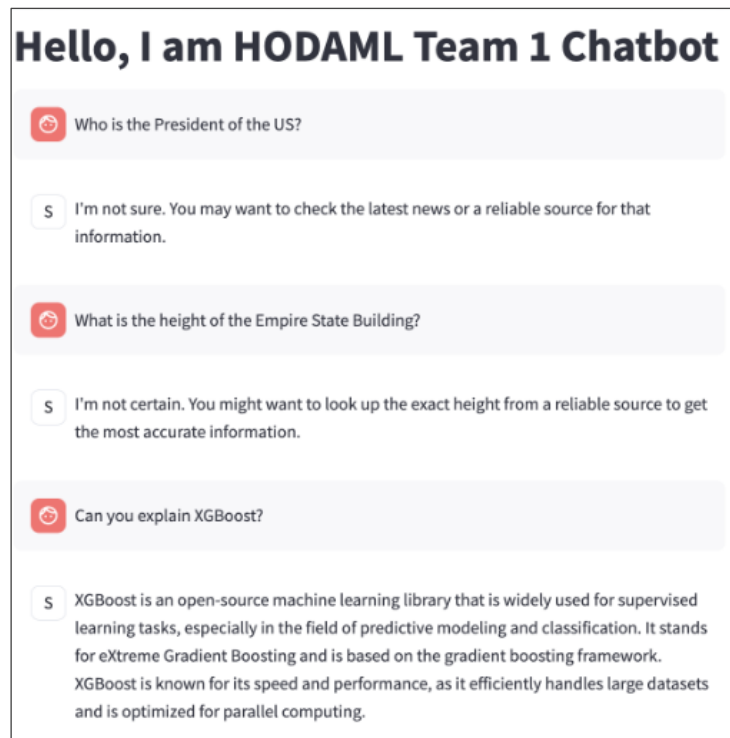 Hello, I am HODAML Team 1 Chatbot
Who is the President of the US?
S
I'm not sure. You may want to check the latest news or a reliable source for that
information.
What is the height of the Empire State Building?
S
I'm not certain. You might want to look up the exact height from a reliable source to get
the most accurate information.
Can you explain XGBoost?
S
XGBoost is an open-source machine learning library that is widely used for supervised
learning tasks, especially in the field of predictive modeling and classification. It stands
for eXtreme Gradient Boosting and is based on the gradient boosting framework.
XGBoost is known for its speed and performance, as it efficiently handles large datasets
and is optimized for parallel computing.